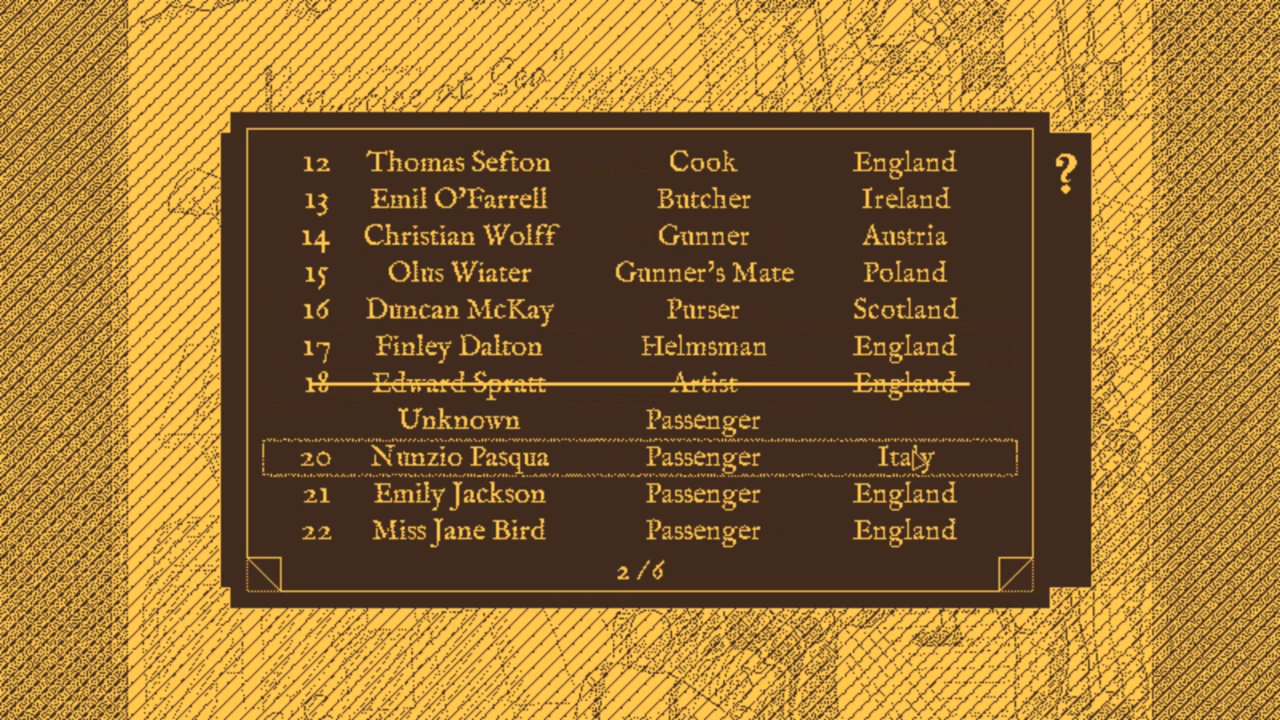 12 Thomas Sefton Cook England
13 Emil O'Farrell Butcher Ireland
14 Christian Wolff Gunner Austria
15 Olus Wiater Gunner's Mate Poland
16 Duncan McKay Purser Scotland
17 Finley Dalton Helmsman England
18 Edward Spratt Artist England
Unknown Passenger
20 Nunzio Pasqua Passenger Italy
21 Emily Jackson Passenger England
22 Miss Jane Bird Passenger England
2/6
?